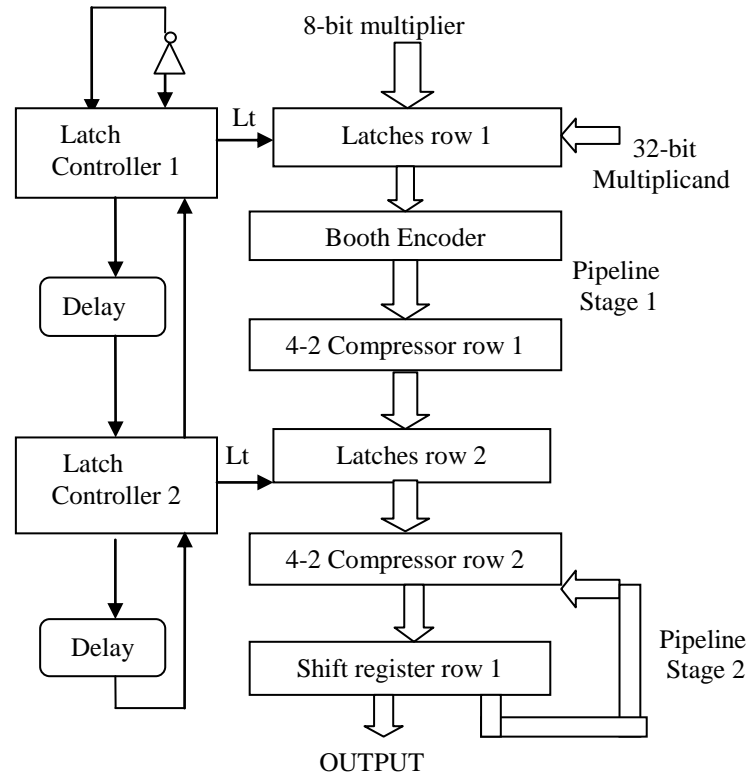 8-bit multiplier
Latch
Controller 1
Lt
Latches row 1
32-bit
Multiplicand
Booth Encoder
Pipeline
Stage 1
Delay
4-2 Compressor row 1
Latch
Controller 2
Lt
Latches row 2
4-2 Compressor row 2
Delay
Shift register row 1
Pipeline
Stage 2
OUTPUT